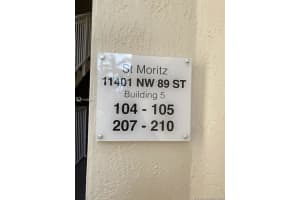 St Moritz
11401 NW 89 ST
Building 5
104 - 105
207 - 210